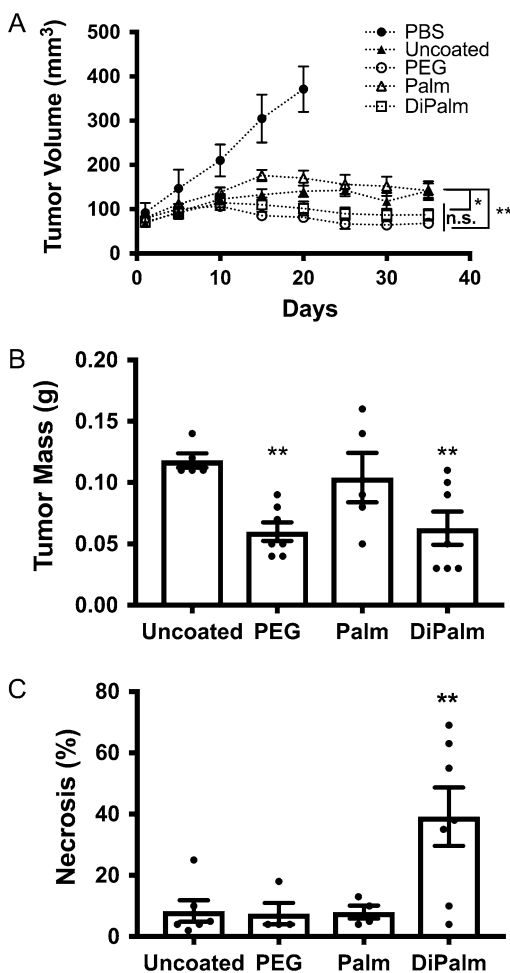 A
Tumor Volume (mm3)
500
400
300
200
100
0
0 10 20 30 40
Days
PBS
Uncoated
PEG
Palm
DiPalm
*
n.s.
**
B
Tumor Mass (g)
0.20
0.15
0.10
0.05
0.00
** **
Uncoated PEG Palm DiPalm
C
Necrosis (%)
80
60
40
20
0
**
Uncoated PEG Palm DiPalm